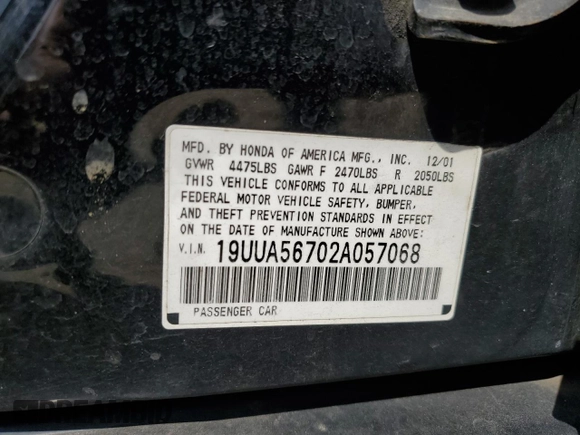 MFD. BY HONDA OF AMERICA MFG., INC. 12/01
GVWR 4475LBS GAWR F 2470LBS R 2050LBS
THIS VEHICLE CONFORMS TO ALL APPLICABLE
FEDERAL MOTOR VEHICLE SAFETY, BUMPER,
AND THEFT PREVENTION STANDARDS IN EFFECT
ON THE DATE OF MANUFACTURE SHOWN ABOVE:
V.I.N. 19UUA56702A057068
PASSENGER CAR